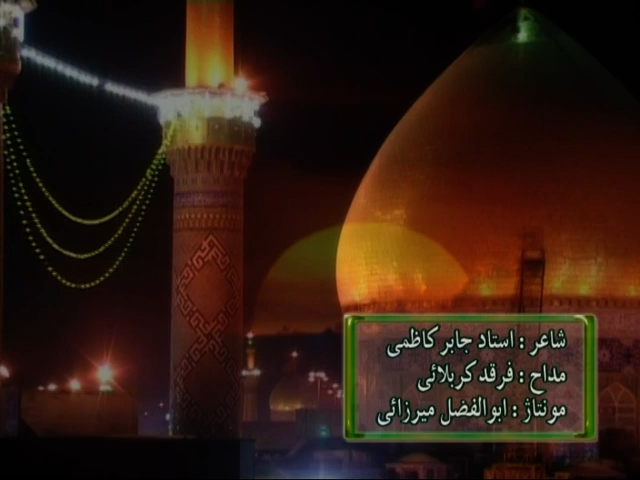 شاعر : استاد جابر کاظمی
مداح : فرقد کربلائی
مونتاژ : ابوالفضل میرزائی